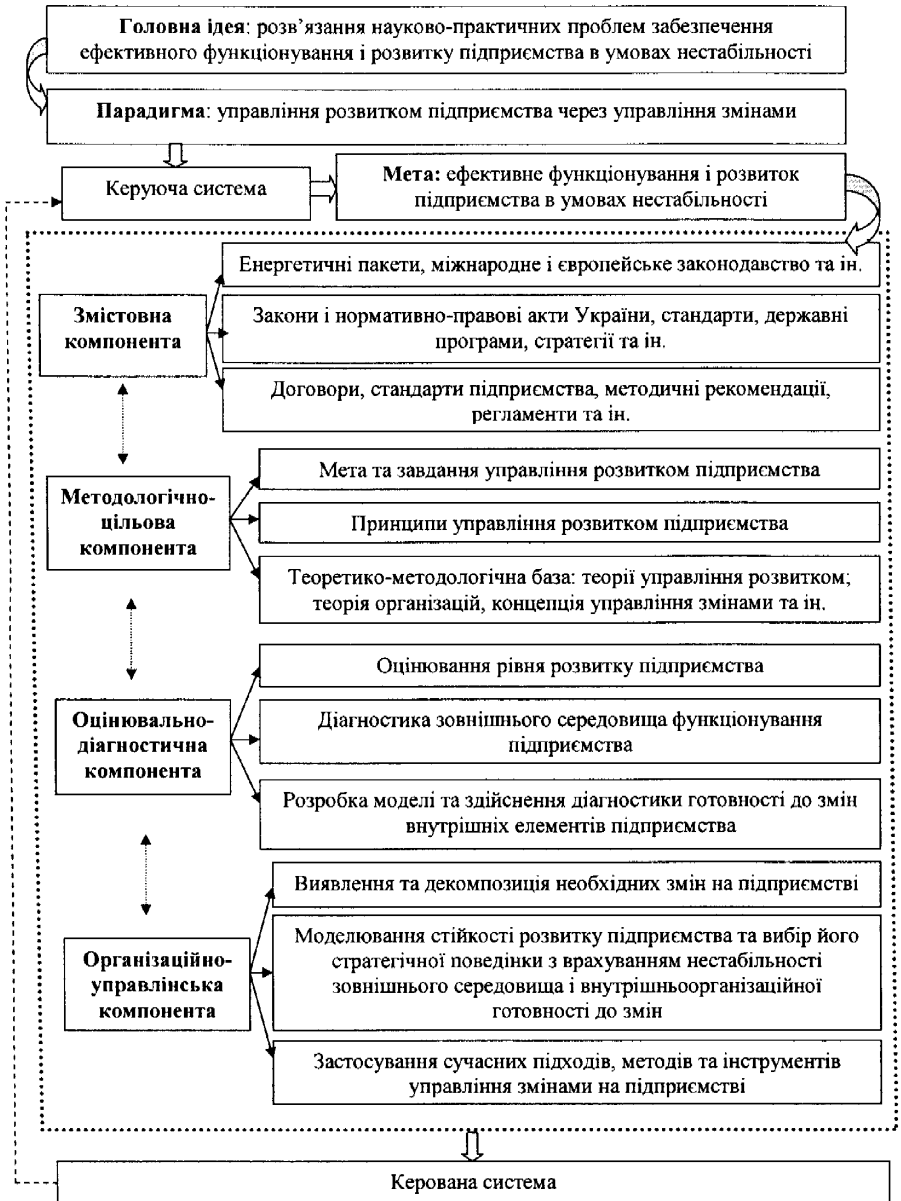 Головна ідея: розв’язання науково-практичних проблем забезпечення
ефективного функціонування і розвитку підприємства в умовах нестабільності
Парадигма: управління розвитком підприємства через управління змінами
Керуюча система
Мета: ефективне функціонування і розвиток
підприємства в умовах нестабільності
Енергетичні пакети, міжнародне і європейське законодавство та ін.
Змістовна
компонента
Закони і нормативно-правові акти України, стандарти, державні
програми, стратегії та ін.
Договори, стандарти підприємства, методичні рекомендації,
регламенти та ін.
Методологічно-
цільова
компонента
Мета та завдання управління розвитком підприємства
Принципи управління розвитком підприємства
Теоретико-методологічна база: теорії управління розвитком;
теорія організацій, концепція управління змінами та ін.
Оцінювально-
діагностична
компонента
Оцінювання рівня розвитку підприємства
Діагностика зовнішнього середовища функціонування
підприємства
Розробка моделі та здійснення діагностики готовності до змін
внутрішніх елементів підприємства
Організаційно-
управлінська
компонента
Виявлення та декомпозиція необхідних змін на підприємстві
Моделювання стійкості розвитку підприємства та вибір його
стратегічної поведінки з врахуванням нестабільності
зовнішнього середовища і внутрішньоорганізаційної
готовності до змін
Застосування сучасних підходів, методів та інструментів
управління змінами на підприємстві
Керована система